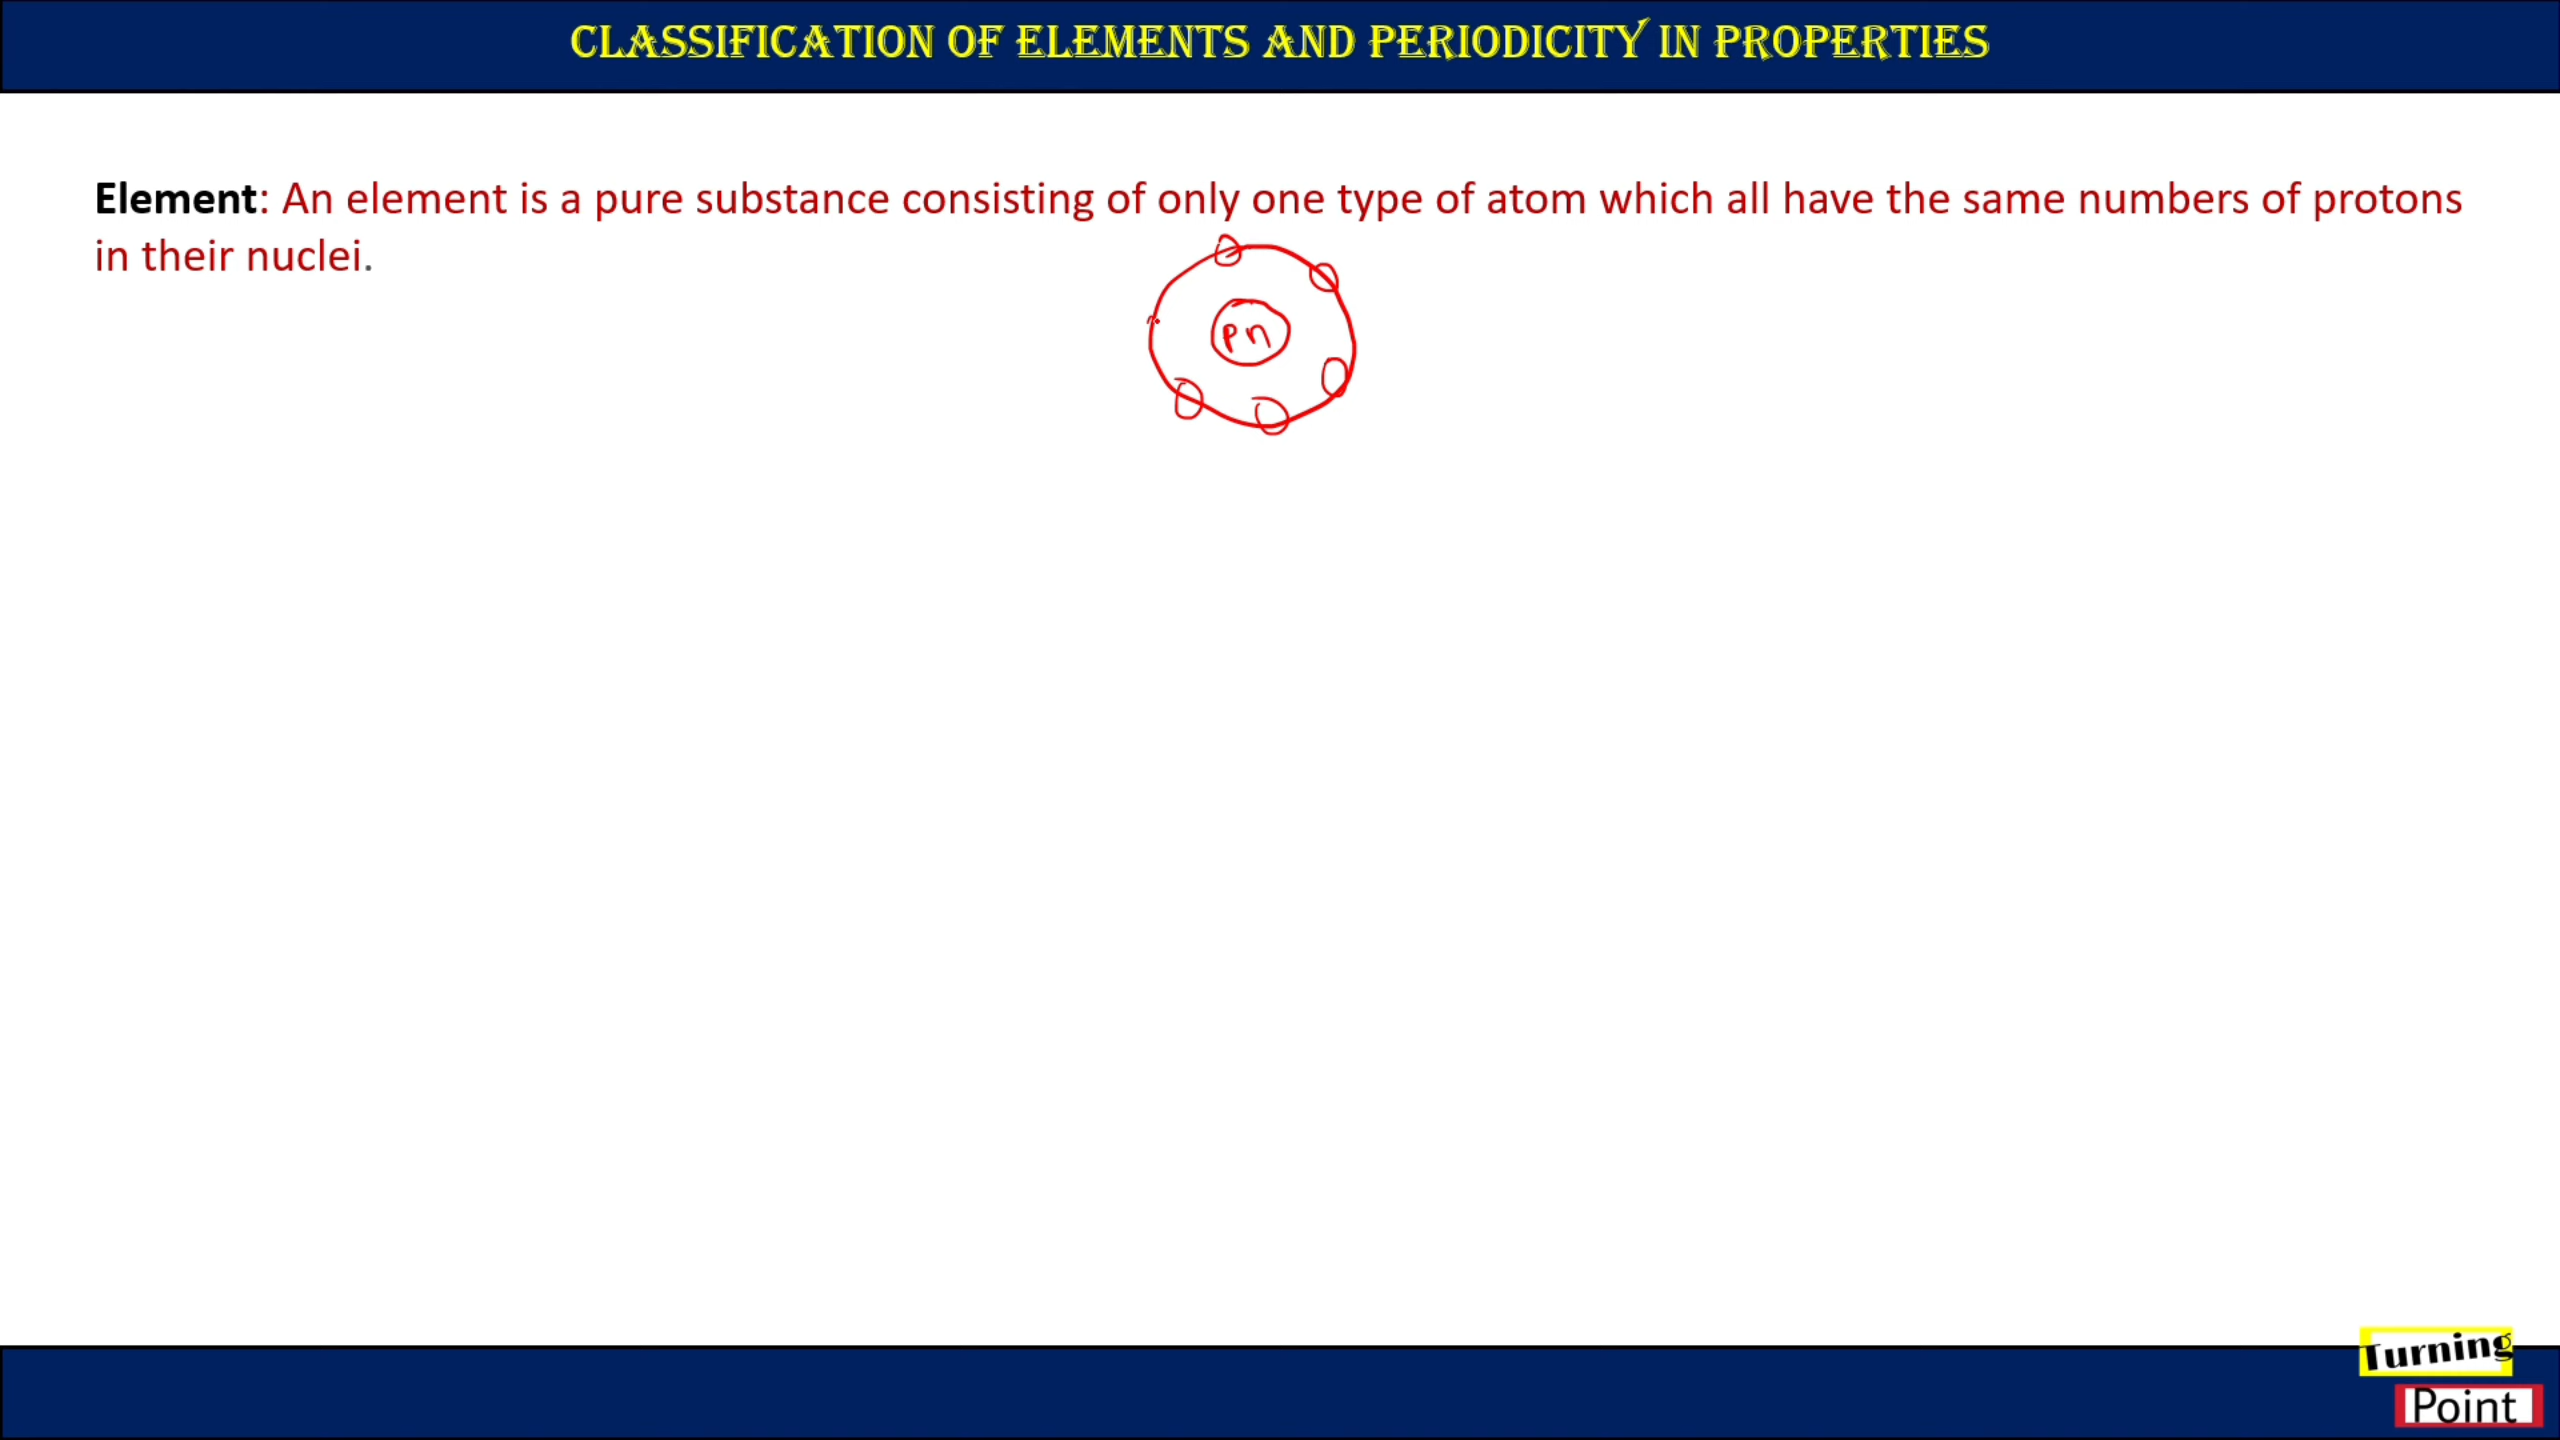 CLASSIFICATION OF ELEMENTS AND PERIODICITY IN PROPERTIES
Element: An element is a pure substance consisting of only one type of atom which all have the same numbers of protons
in their nuclei.
Pn
Turning
Point